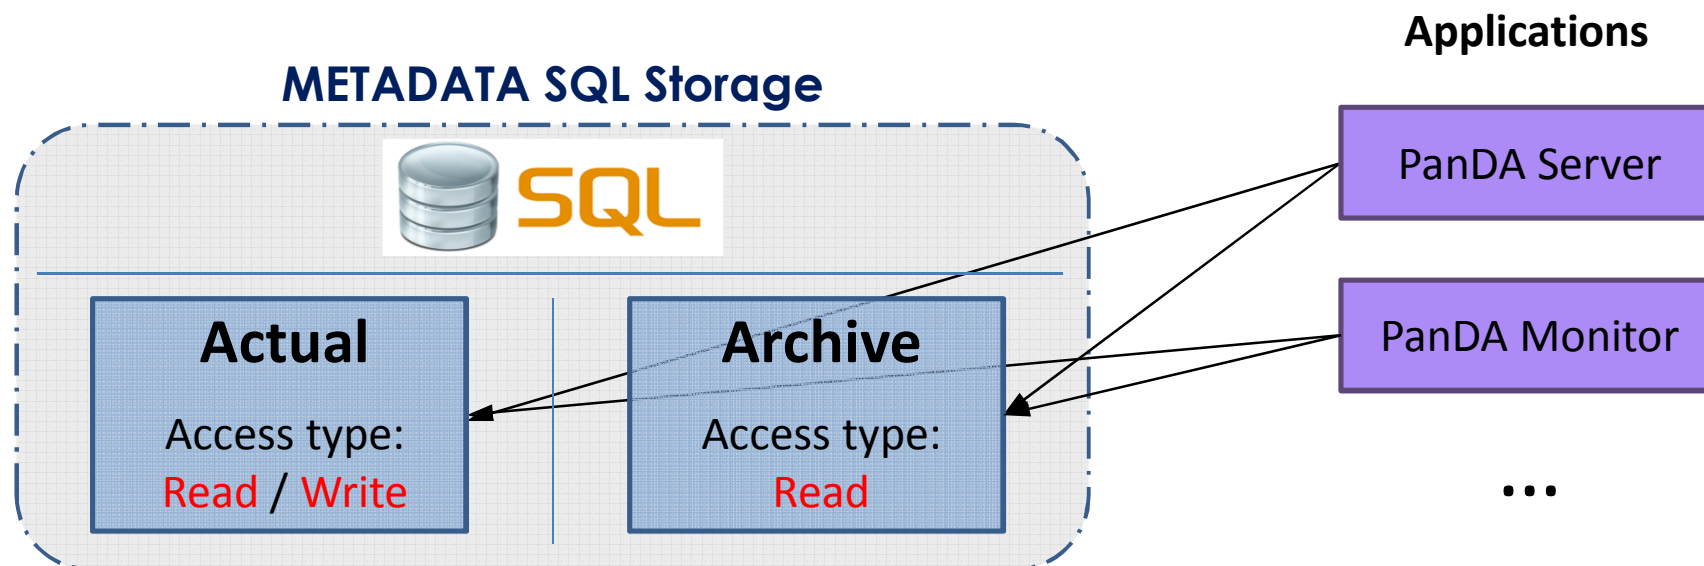 Applications
METADATA SQL Storage
SQL
PanDA Server
PanDA Monitor
...
Actual
Access type:
Read / Write
Archive
Access type:
Read